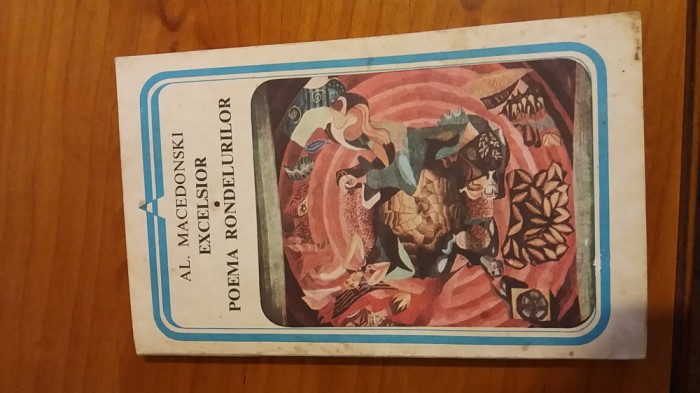 AL. MACEDONSKI
EXCELSIOR
•
POEMA RONDELURILOR